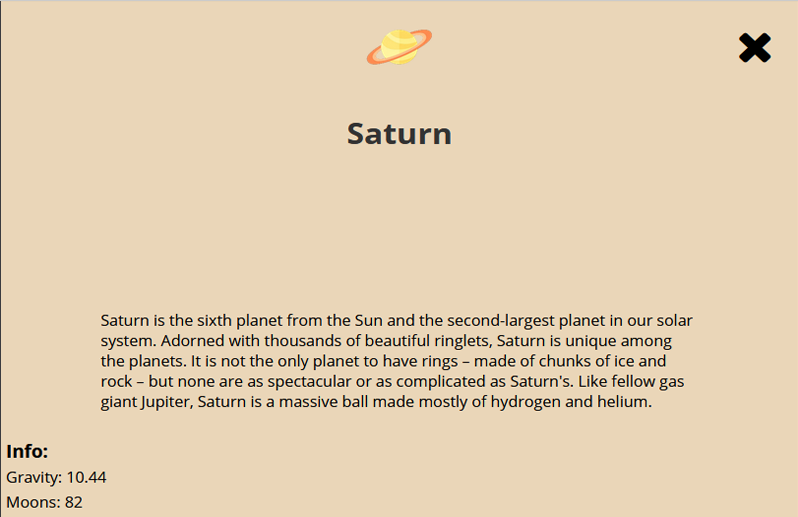 Saturn
Saturn is the sixth planet from the Sun and the second-largest planet in our solar
system. Adorned with thousands of beautiful ringlets, Saturn is unique among
the planets. It is not the only planet to have rings – made of chunks of ice and
rock – but none are as spectacular or as complicated as Saturn's. Like fellow gas
giant Jupiter, Saturn is a massive ball made mostly of hydrogen and helium.
Info:
Gravity: 10.44
Moons: 82